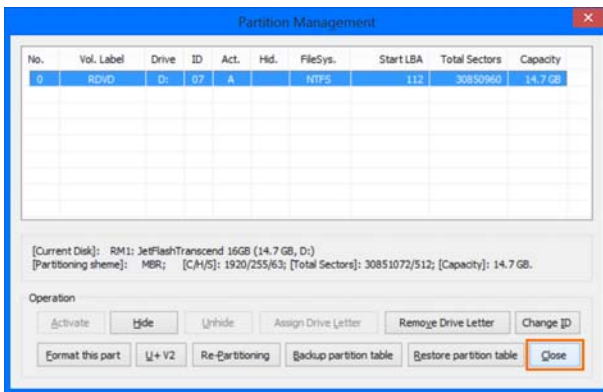 Partition Management
No. Vol. Label Drive ID Act. Hid. FileSys. Start LBA Total Sectors Capacity
0 RDVD D: 07 A NTFS 112 30850960 14.7 GB
[Current Disk]: RM1: JetFlashTranscend 16GB (14.7 GB, D:)
[Partitioning sheme]: MBR; [C/H/S]: 1920/255/63; [Total Sectors]: 30851072/512; [Capacity]: 14.7 GB.
Operation
Activate Hide Unhide Assign Drive Letter Remove Drive Letter Change ID
Format this part U+ V2 Re-Partitioning Backup partition table Restore partition table Close